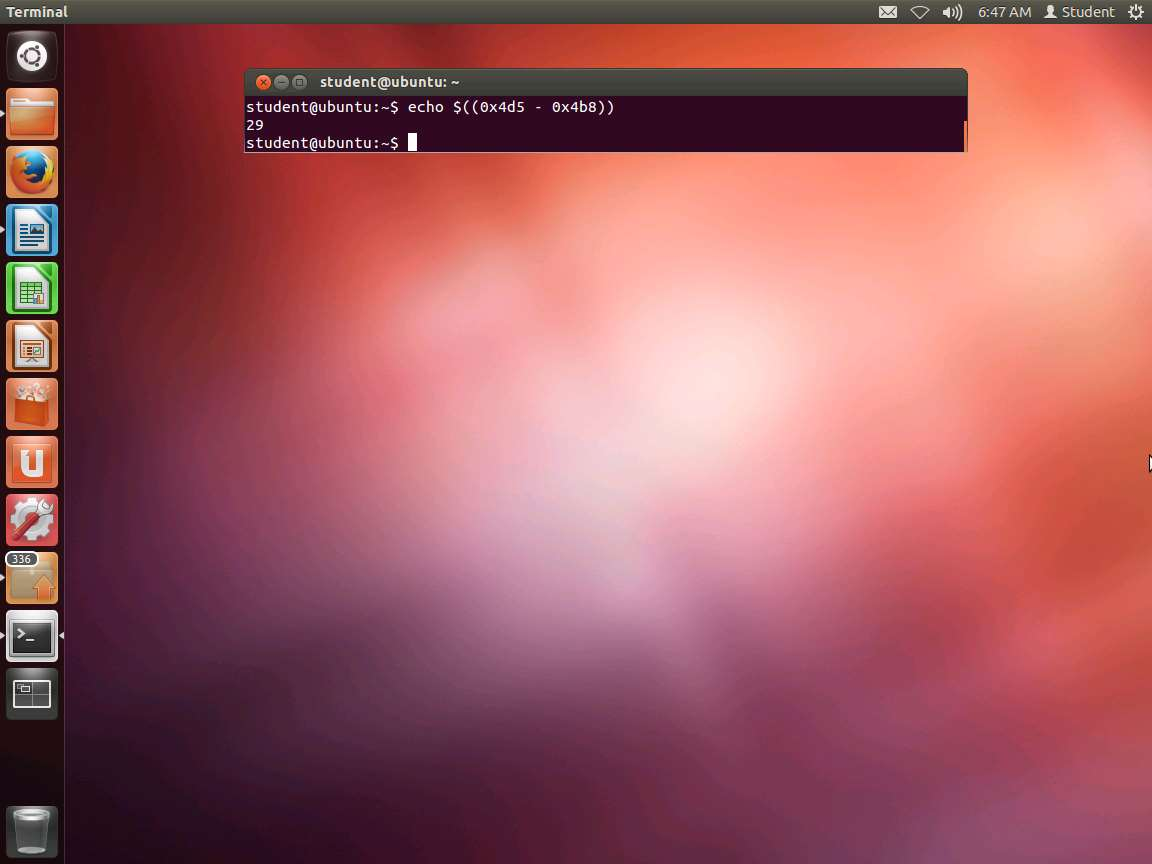 Terminal
6:47 AM Student
student@ubuntu: ~
student@ubuntu:~$ echo $((0x4d5 - 0x4b8))
29
student@ubuntu:~$
336